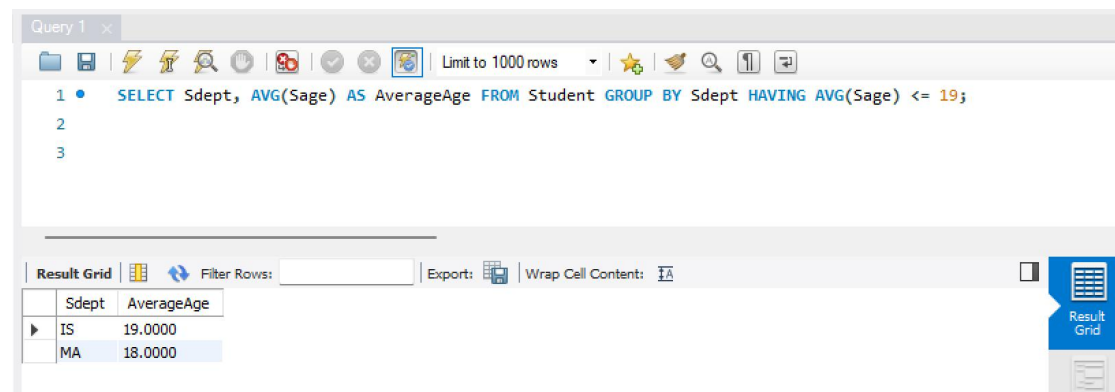 Query 1
Limit to 1000 rows
1 SELECT Sdept, AVG(Sage) AS AverageAge FROM Student GROUP BY Sdept HAVING AVG(Sage) <= 19;
2
3
Result Grid Filter Rows: Export: Wrap Cell Content: IA
Sdept AverageAge
IS 19.0000
MA 18.0000
Result
Grid